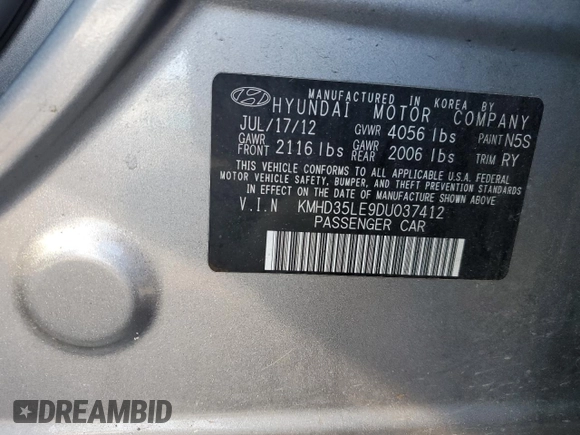 MANUFACTURED IN KOREA BY
HYUNDAI MOTOR COMPANY
JUL/17/12 GVWR 4056 lbs PAINT N5S
GAWR FRONT 2116 lbs GAWR REAR 2006 lbs TRIM RY
THIS VEHICLE CONFORMS TO ALL APPLICABLE U.S.A. FEDERAL
MOTOR VEHICLE SAFETY, BUMPER, AND THEFT PREVENTION STANDARDS
IN EFFECT ON THE DATE OF MANUFACTURE SHOWN ABOVE.
V.I.N KMHD35LE9DU037412
PASSENGER CAR
DREAMBID